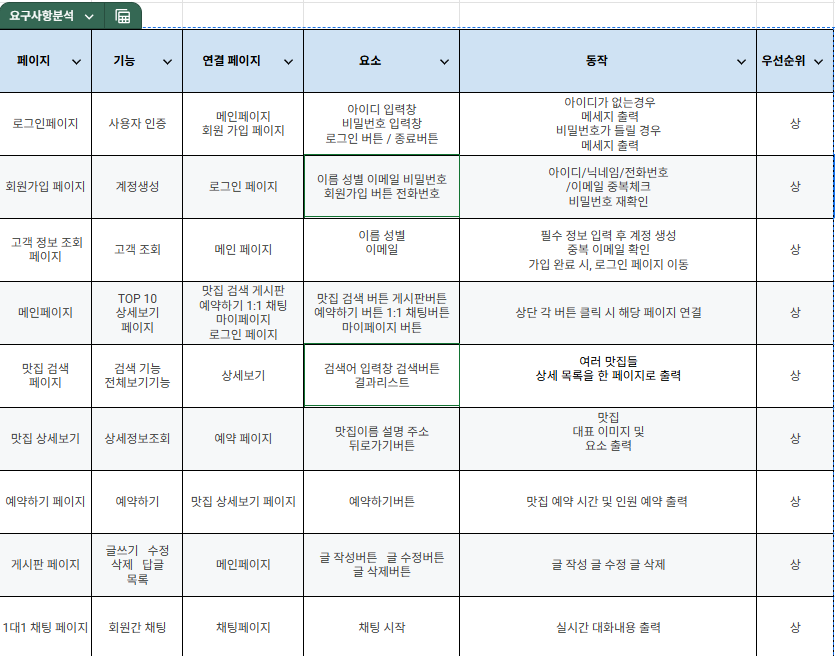 요구사항분석
페이지
기능
연결 페이지
요소
동작
우선순위
로그인페이지
사용자 인증
메인페이지
회원 가입 페이지
아이디 입력창
비밀번호 입력창
로그인 버튼 / 종료버튼
아이디가 없는경우
메세지 출력
비밀번호가 틀릴 경우
메세지 출력
상
회원가입 페이지
계정생성
로그인 페이지
이름 성별 이메일 비밀번호
회원가입 버튼 전화번호
아이디/닉네임/전화번호
/이메일 중복체크
비밀번호 재확인
상
고객 정보 조회
페이지
고객 조회
메인 페이지
이름 성별
이메일
필수 정보 입력 후 계정 생성
중복 이메일 확인
가입 완료 시, 로그인 페이지 이동
상
메인페이지
TOP 10
상세보기
페이지
맛집 검색 게시판
예약하기 1:1 채팅
마이페이지
로그인 페이지
맛집 검색 버튼 게시판버튼
예약하기 버튼 1:1 채팅버튼
마이페이지 버튼
상단 각 버튼 클릭 시 해당 페이지 연결
상
맛집 검색
페이지
검색 기능
전체보기기능
상세보기
검색어 입력창 검색버튼
결과리스트
여러 맛집들
상세 목록을 한 페이지로 출력
상
맛집 상세보기
상세정보조회
예약 페이지
맛집이름 설명 주소
뒤로가기버튼
맛집
대표 이미지 및
요소 출력
상
예약하기 페이지
예약하기
맛집 상세보기 페이지
예약하기버튼
맛집 예약 시간 및 인원 예약 출력
상
게시판 페이지
글쓰기 수정
삭제 답글
목록
메인페이지
글 작성버튼 글 수정버튼
글 삭제버튼
글 작성 글 수정 글 삭제
상
1대1 채팅 페이지
회원간 채팅
채팅페이지
채팅 시작
실시간 대화내용 출력
상